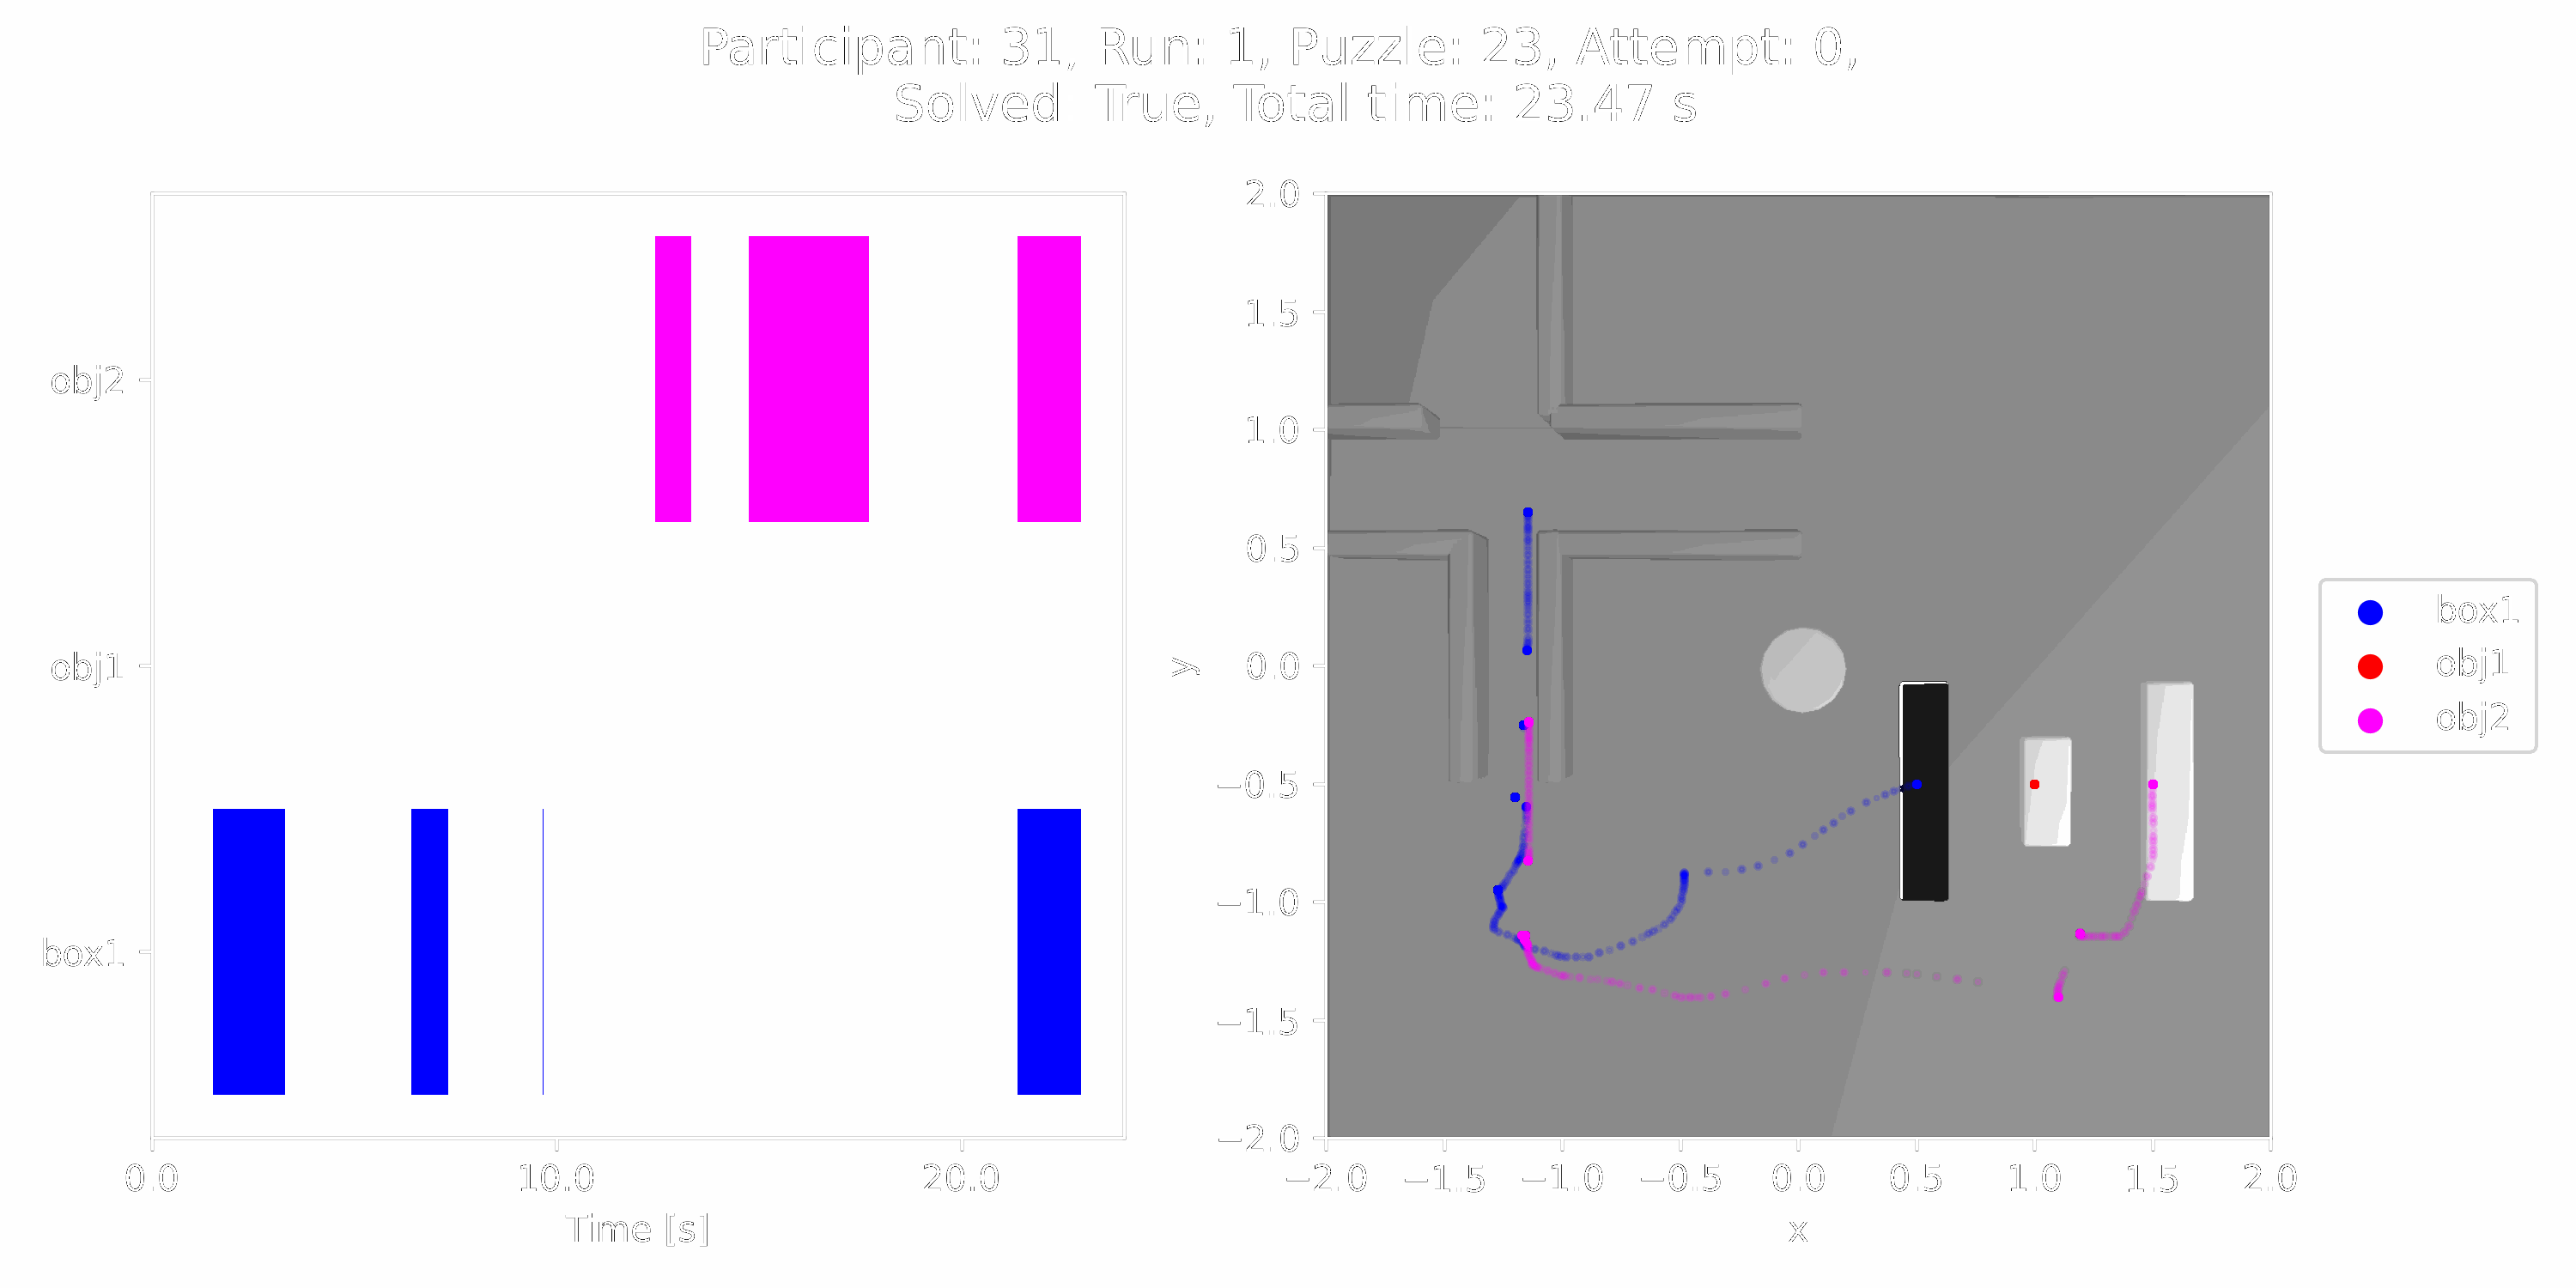 Participant: 31, Run: 1, Puzzle: 23, Attempt: 0,
Solved True, Total time: 23.47 s
obj2
obj1
box1
0.0 10.0 20.0
Time [s]
2.0
1.5
1.0
0.5
0.0
−0.5
−1.0
−1.5
−2.0
y
−2.0 −1.5 −1.0 −0.5 0.0 0.5 1.0 1.5 2.0
x
box1
obj1
obj2